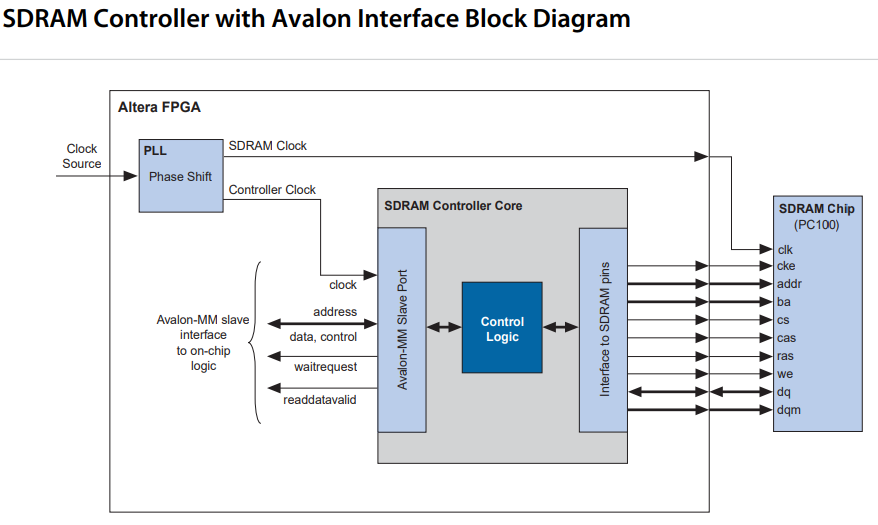 SDRAM Controller with Avalon Interface Block Diagram
Altera FPGA
Clock
Source
PLL
Phase Shift
SDRAM Clock
Controller Clock
SDRAM Controller Core
SDRAM Chip
(PC100)
Avalon-MM slave
interface
to on-chip
logic
clock
address
data, control
waitrequest
readdatavalid
Avalon-MM Slave Port
Control
Logic
Interface to SDRAM pins
clk
cke
addr
ba
cs
cas
ras
we
dq
dqm